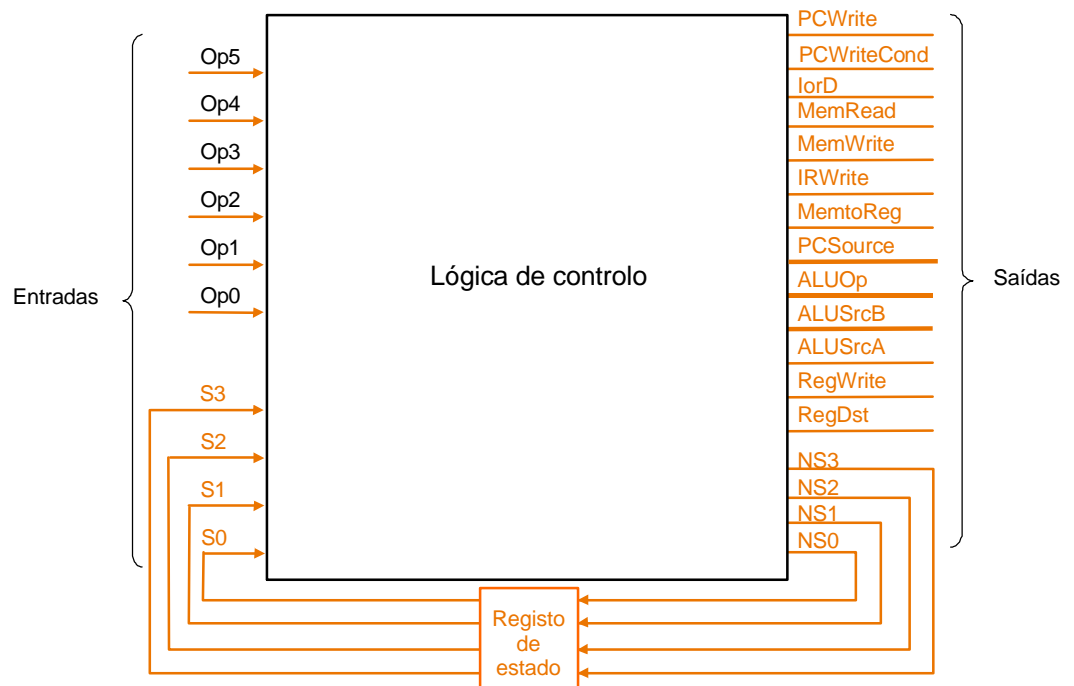 Entradas
Op5
Op4
Op3
Op2
Op1
Op0
S3
S2
S1
S0
Lógica de controlo
PCWrite
PCWriteCond
IorD
MemRead
MemWrite
IRWrite
MemtoReg
PCSource
ALUOp
ALUSrcB
ALUSrcA
RegWrite
RegDst
NS3
NS2
NS1
NS0
Saídas
Registo
de
estado